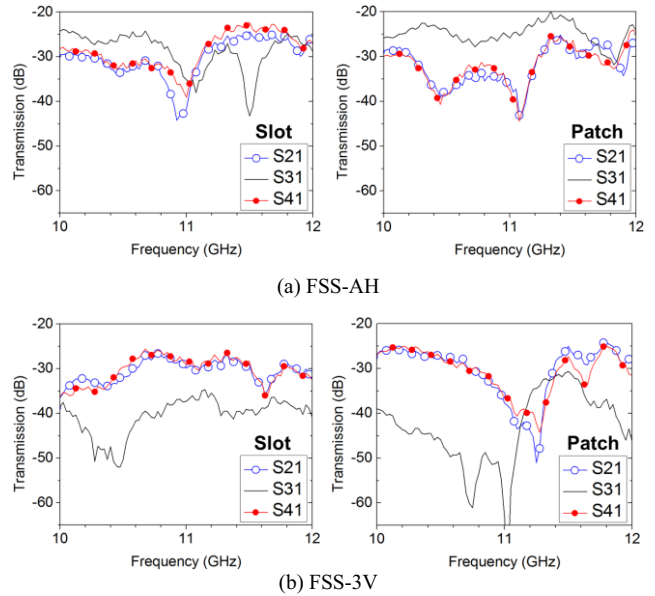 -20
-30
-40
-50
-60
Transmission (dB)
10
11
12
Frequency (GHz)
Slot
S21
S31
S41
-20
-30
-40
-50
-60
Transmission (dB)
10
11
12
Frequency (GHz)
Patch
S21
S31
S41
(a) FSS-AH
-20
-30
-40
-50
-60
Transmission (dB)
10
11
12
Frequency (GHz)
Slot
S21
S31
S41
-20
-30
-40
-50
-60
Transmission (dB)
10
11
12
Frequency (GHz)
Patch
S21
S31
S41
(b) FSS-3V